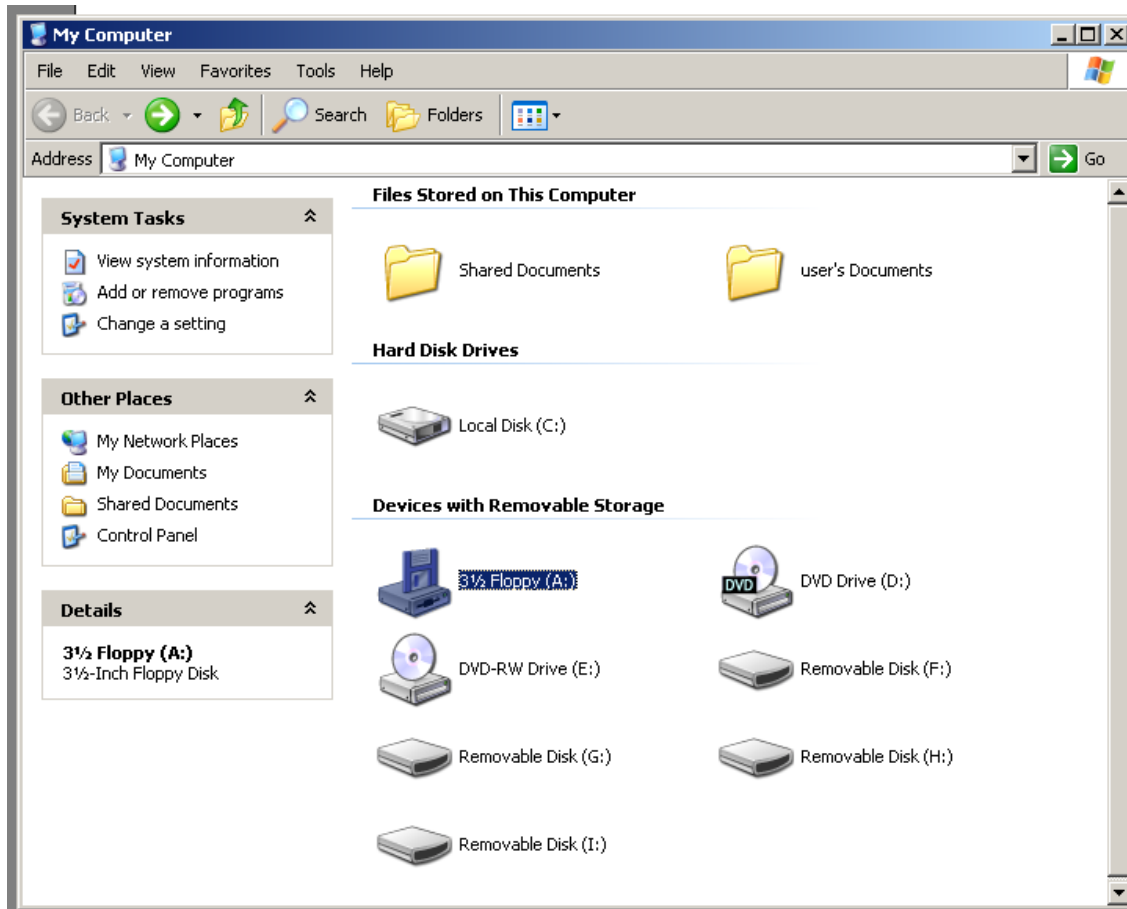 My Computer
File Edit View Favorites Tools Help
Back Search Folders
Address My Computer Go
System Tasks
View system information
Add or remove programs
Change a setting
Other Places
My Network Places
My Documents
Shared Documents
Control Panel
Details
3½ Floppy (A:)
3½-Inch Floppy Disk
Files Stored on This Computer
Shared Documents
user's Documents
Hard Disk Drives
Local Disk (C:)
Devices with Removable Storage
3½ Floppy (A:)
DVD
DVD Drive (D:)
DVD-RW Drive (E:)
Removable Disk (F:)
Removable Disk (G:)
Removable Disk (H:)
Removable Disk (I:)